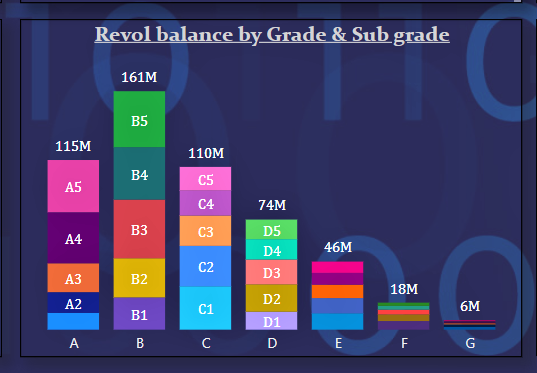 Revol balance by Grade & Sub grade
161M
115M
110M
74M
46M
18M
6M
A5
A4
A3
A2
B5
B4
B3
B2
B1
C5
C4
C3
C2
C1
D5
D4
D3
D2
D1
A B C D E F G